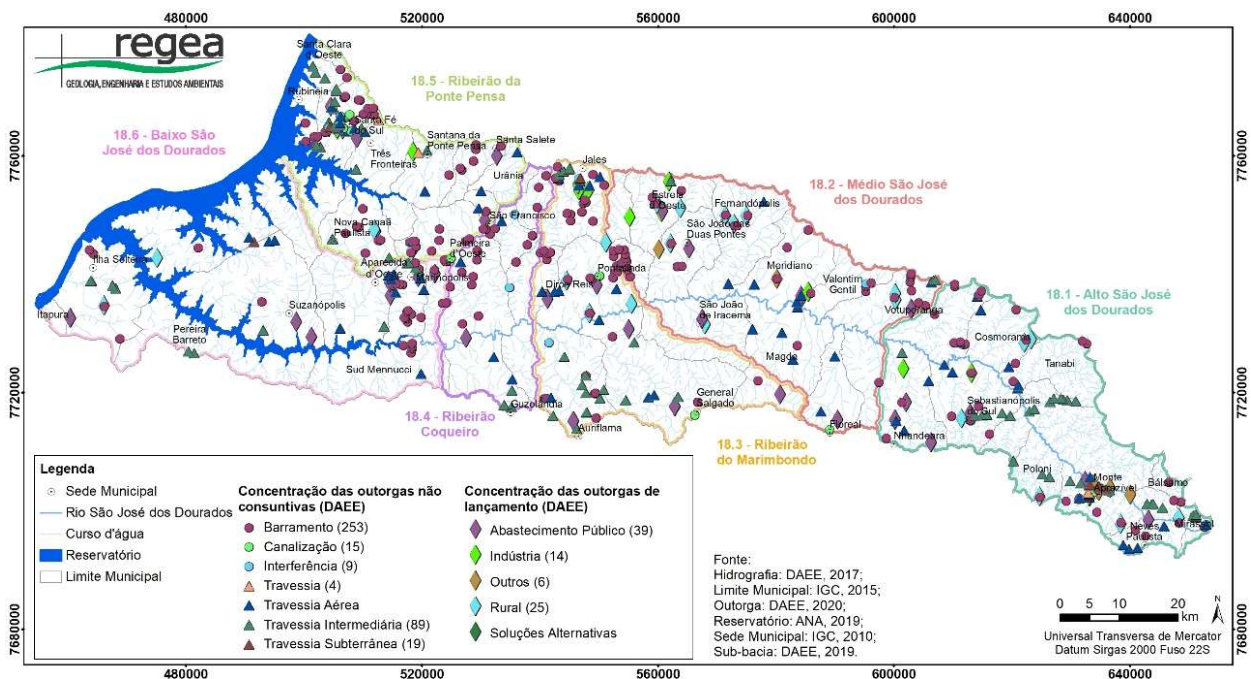 480000
520000
560000
600000
640000
regea
GEOLOGIA, ENGENHARIA E ESTUDOS AMBIENTAIS
7760000
7720000
7680000
7760000
7720000
7680000
18.5 - Ribeirão da
Ponte Pensa
18.6 - Baixo São
José dos Dourados
18.2 - Médio São José
dos Dourados
18.1 - Alto São José
dos Dourados
18.4 - Ribeirão
Coqueiro
18.3 - Ribeirão
do Marimbondo
Santa Clara
d'Oeste
Rubinéia
Santa Fé
do Sul
Três
Fronteiras
Santana da
Ponte Pensa
Santa Salete
Urânia
Jales
Estrela
d'Oeste
Fernandópolis
São João das
Duas Pontes
São Francisco
Nova Canaã
Paulista
Palmeira
d'Oeste
Aparecida
d'Oeste
Marinópolis
Pontalinda
Dirce Reis
Meridiano
Valentim
Gentil
Votuporanga
Ilha Solteira
Itapura
Suzanápolis
Pereira
Barreto
Sud Mennucci
São João
de Iracema
Magda
Cosmorama
Tanabi
General
Salgado
Guzolândia
Auriflama
Floreal
Nhandeara
Sebastianópolis
do Sul
Poloni
Monte
Aprazível
Bálsamo
Neves
Paulista
Mirassol
Legenda
Sede Municipal
Rio São José dos Dourados
Curso d'água
Reservatório
Limite Municipal
Concentração das outorgas não
consuntivas (DAEE)
Barramento (253)
Canalização (15)
Interferência (9)
Travessia (4)
Travessia Aérea
Travessia Intermediária (89)
Travessia Subterrânea (19)
Concentração das outorgas de
lançamento (DAEE)
Abastecimento Público (39)
Indústria (14)
Outros (6)
Rural (25)
Soluções Alternativas
Fonte:
Hidrografia: DAEE, 2017;
Limite Municipal: IGC, 2015;
Outorga: DAEE, 2020;
Reservatório: ANA, 2019;
Sede Municipal: IGC, 2010;
Sub-bacia: DAEE, 2019.
0 5 10 20
km
N
Universal Transversa de Mercator
Datum Sirgas 2000 Fuso 22S
480000
520000
560000
600000
640000